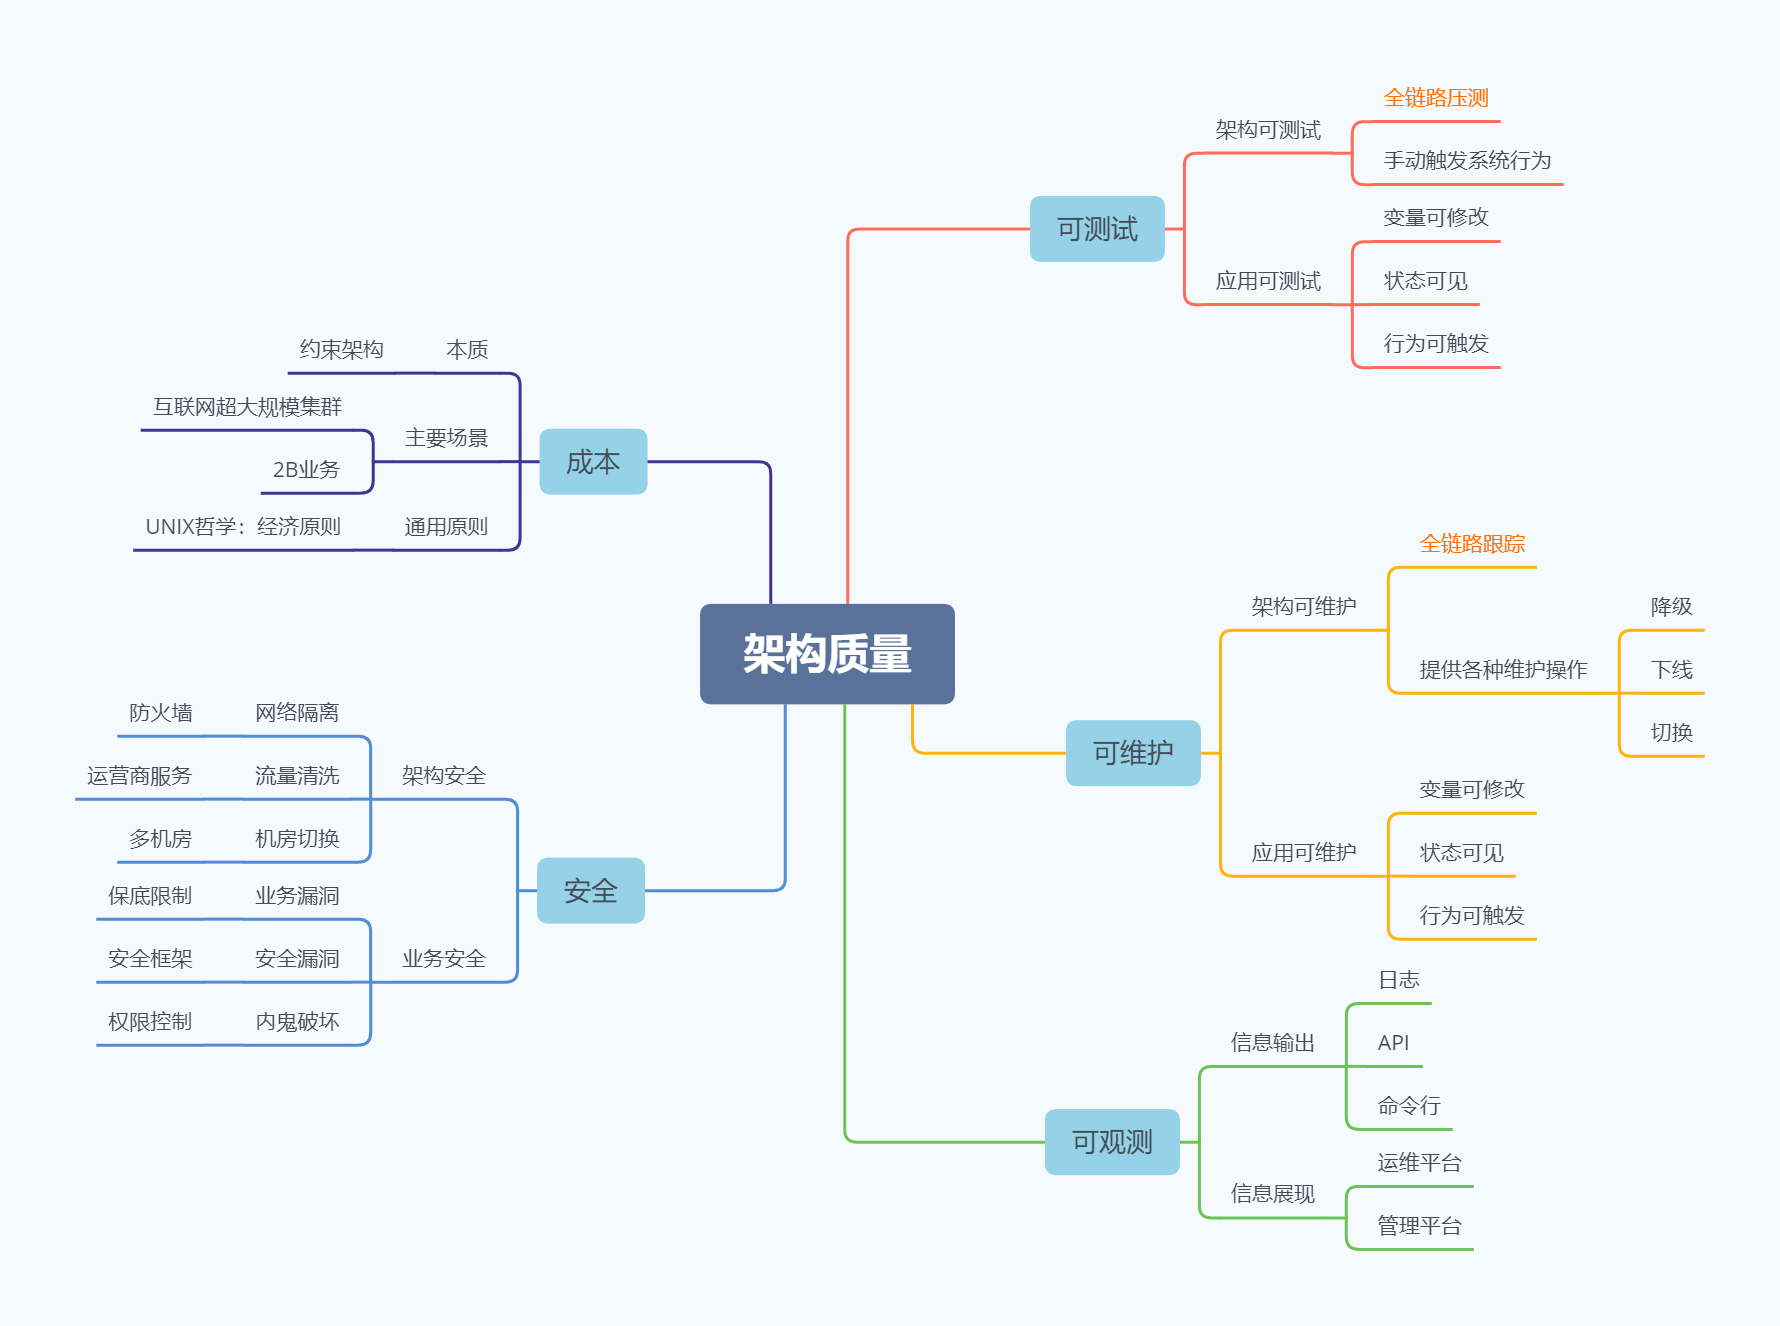 架构质量
可测试
架构可测试
全链路压测
手动触发系统行为
应用可测试
变量可修改
状态可见
行为可触发
可维护
架构可维护
全链路跟踪
提供各种维护操作
降级
下线
切换
应用可维护
变量可修改
状态可见
行为可触发
可观测
信息输出
日志
API
命令行
信息展现
运维平台
管理平台
成本
本质
约束架构
主要场景
互联网超大规模集群
2B业务
通用原则
UNIX哲学：经济原则
安全
架构安全
网络隔离
防火墙
流量清洗
运营商服务
机房切换
多机房
业务安全
业务漏洞
保底限制
安全漏洞
安全框架
内鬼破坏
权限控制